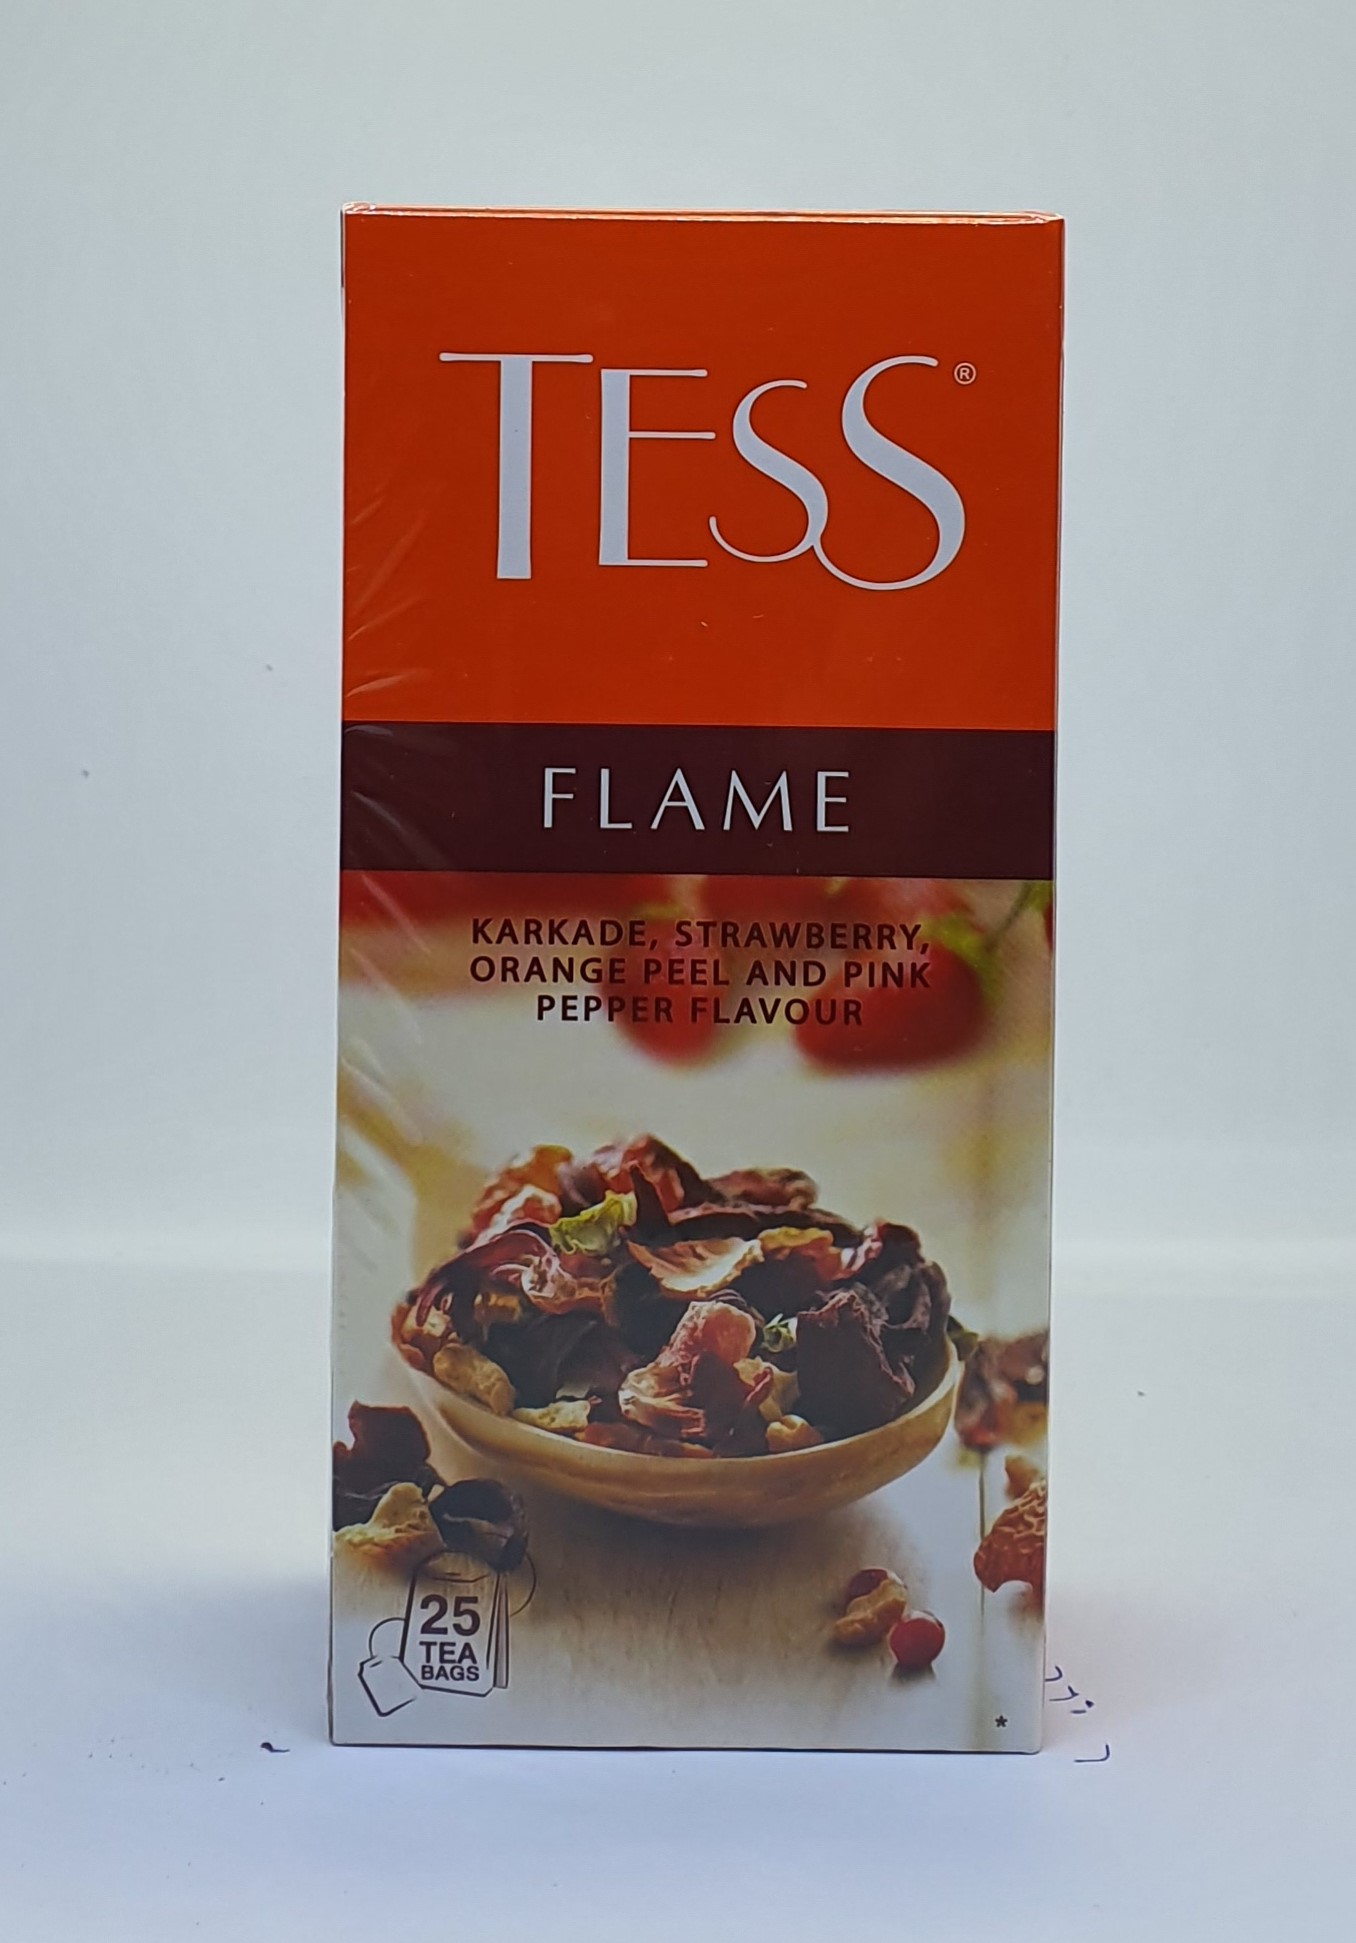 TESS®
FLAME
KARKADE, STRAWBERRY,
ORANGE PEEL AND PINK
PEPPER FLAVOUR
25
TEA
BAGS
*